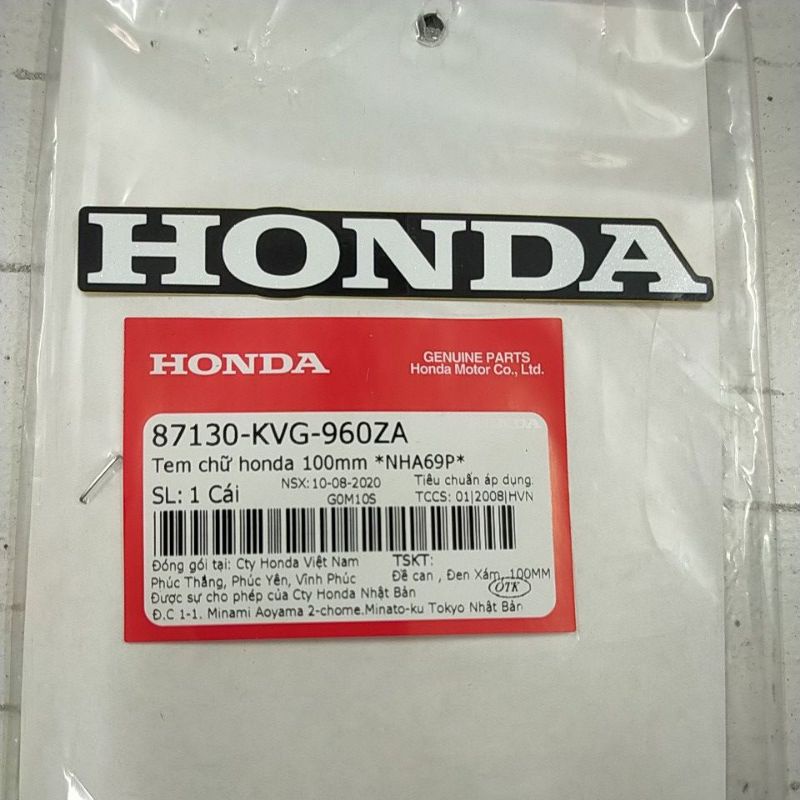 HONDA
HONDA
GENUINE PARTS
Honda Motor Co., Ltd.
87130-KVG-960ZA
Tem chữ honda 100mm *NHA69P*
SL: 1 Cái
NSX: 10-08-2020
G0M10S
Tiêu chuẩn áp dụng:
TCCS: 01|2008|HVN
Đóng gói tại: Cty Honda Việt Nam
Phúc Thắng, Phúc Yên, Vĩnh Phúc
TSKT:
Đề can , Đen Xám, 100MM
Được sự cho phép của Cty Honda Nhật Bản
OTK
Đ.C 1-1. Minami Aoyama 2-chome.Minato-ku Tokyo Nhật Bản